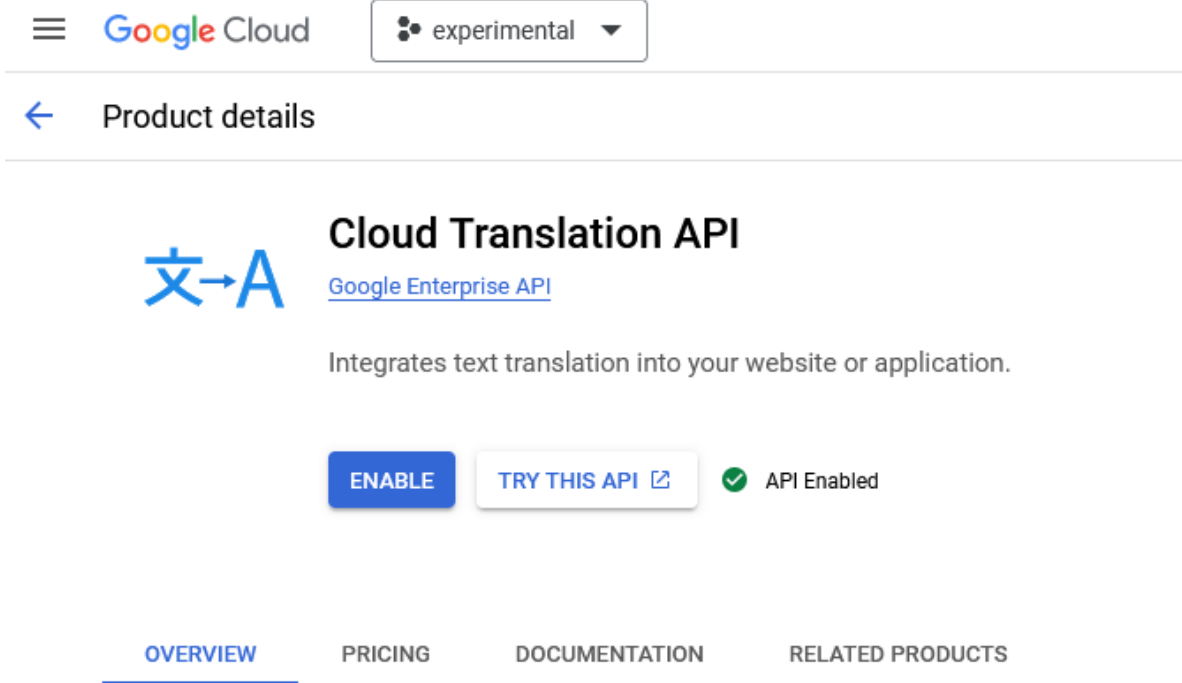 Google Cloud experimental
Product details
Cloud Translation API
文→A
Google Enterprise API
Integrates text translation into your website or application.
ENABLE TRY THIS API API Enabled
OVERVIEW PRICING DOCUMENTATION RELATED PRODUCTS